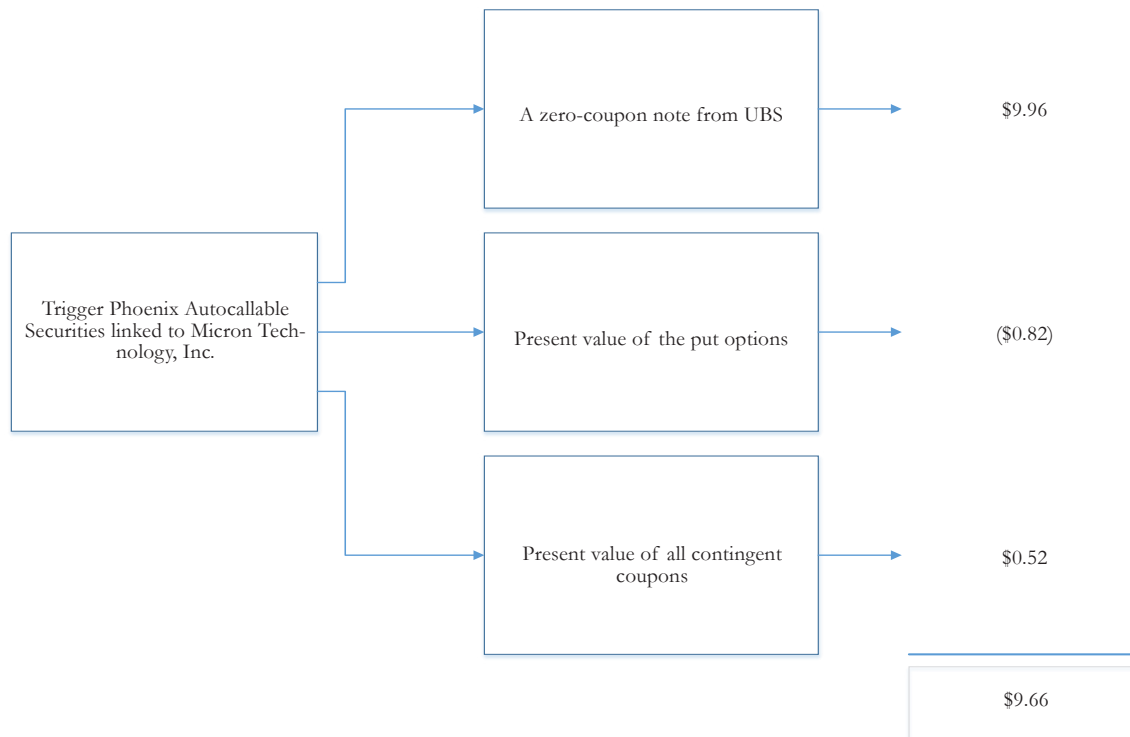 A zero-coupon note from UBS
$9.96
Trigger Phoenix Autocallable
Securities linked to Micron Tech-
nology, Inc.
Present value of the put options
($0.82)
Present value of all contingent
coupons
$0.52
$9.66